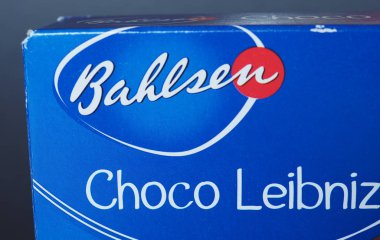 Bahlsen
Choco Leibniz